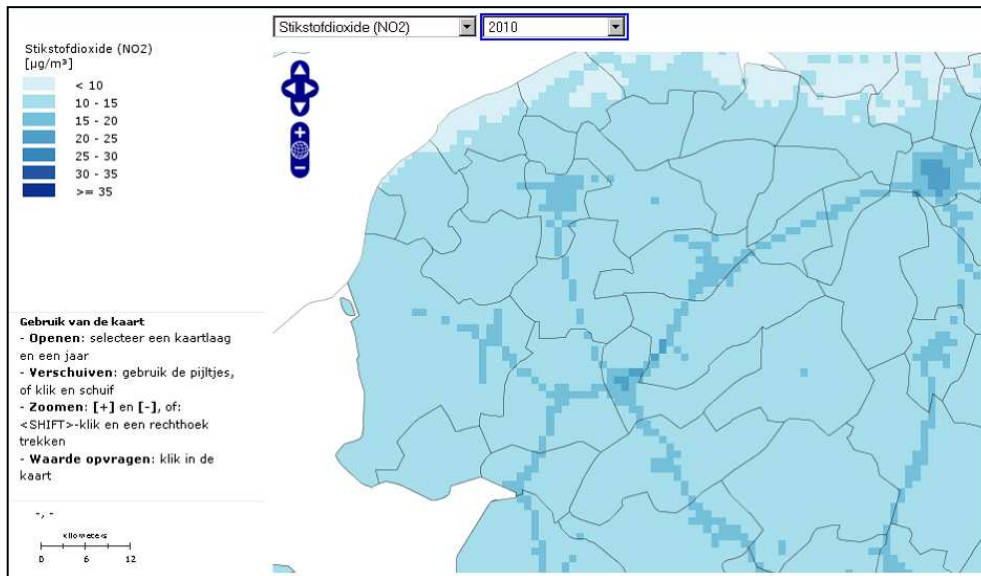 Stikstofdioxide (NO2)
2010
Stikstofdioxide (NO2)
[µg/m³]
< 10
10 - 15
15 - 20
20 - 25
25 - 30
30 - 35
>= 35
Gebruik van de kaart
- Openen: selecteer een kaartlaag
en een jaar
- Verschuiven: gebruik de pijltjes,
of klik en schuif
- Zoomen: [+] en [-], of:
<SHIFT>-klik en een rechthoek
trekken
- Waarde opvragen: klik in de
kaart
-, -
kilometers
0 6 12